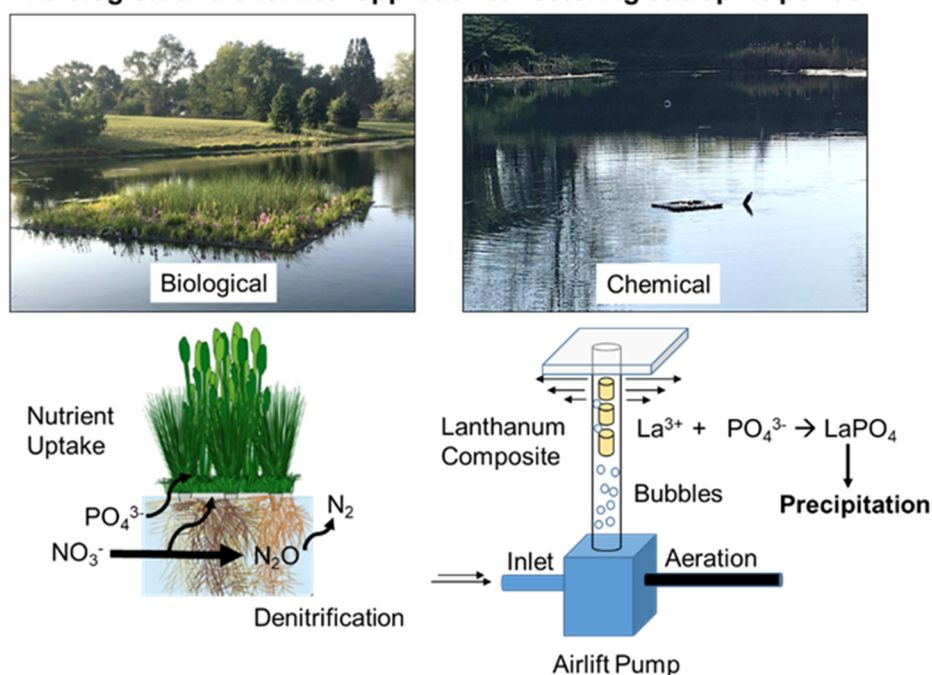 Biological
Chemical
Nutrient
Uptake
PO₄³⁻
NO₃⁻
N₂O
N₂
Denitrification
Lanthanum
Composite
La³⁺ + PO₄³⁻ → LaPO₄
Precipitation
Bubbles
Inlet
Aeration
Airlift Pump